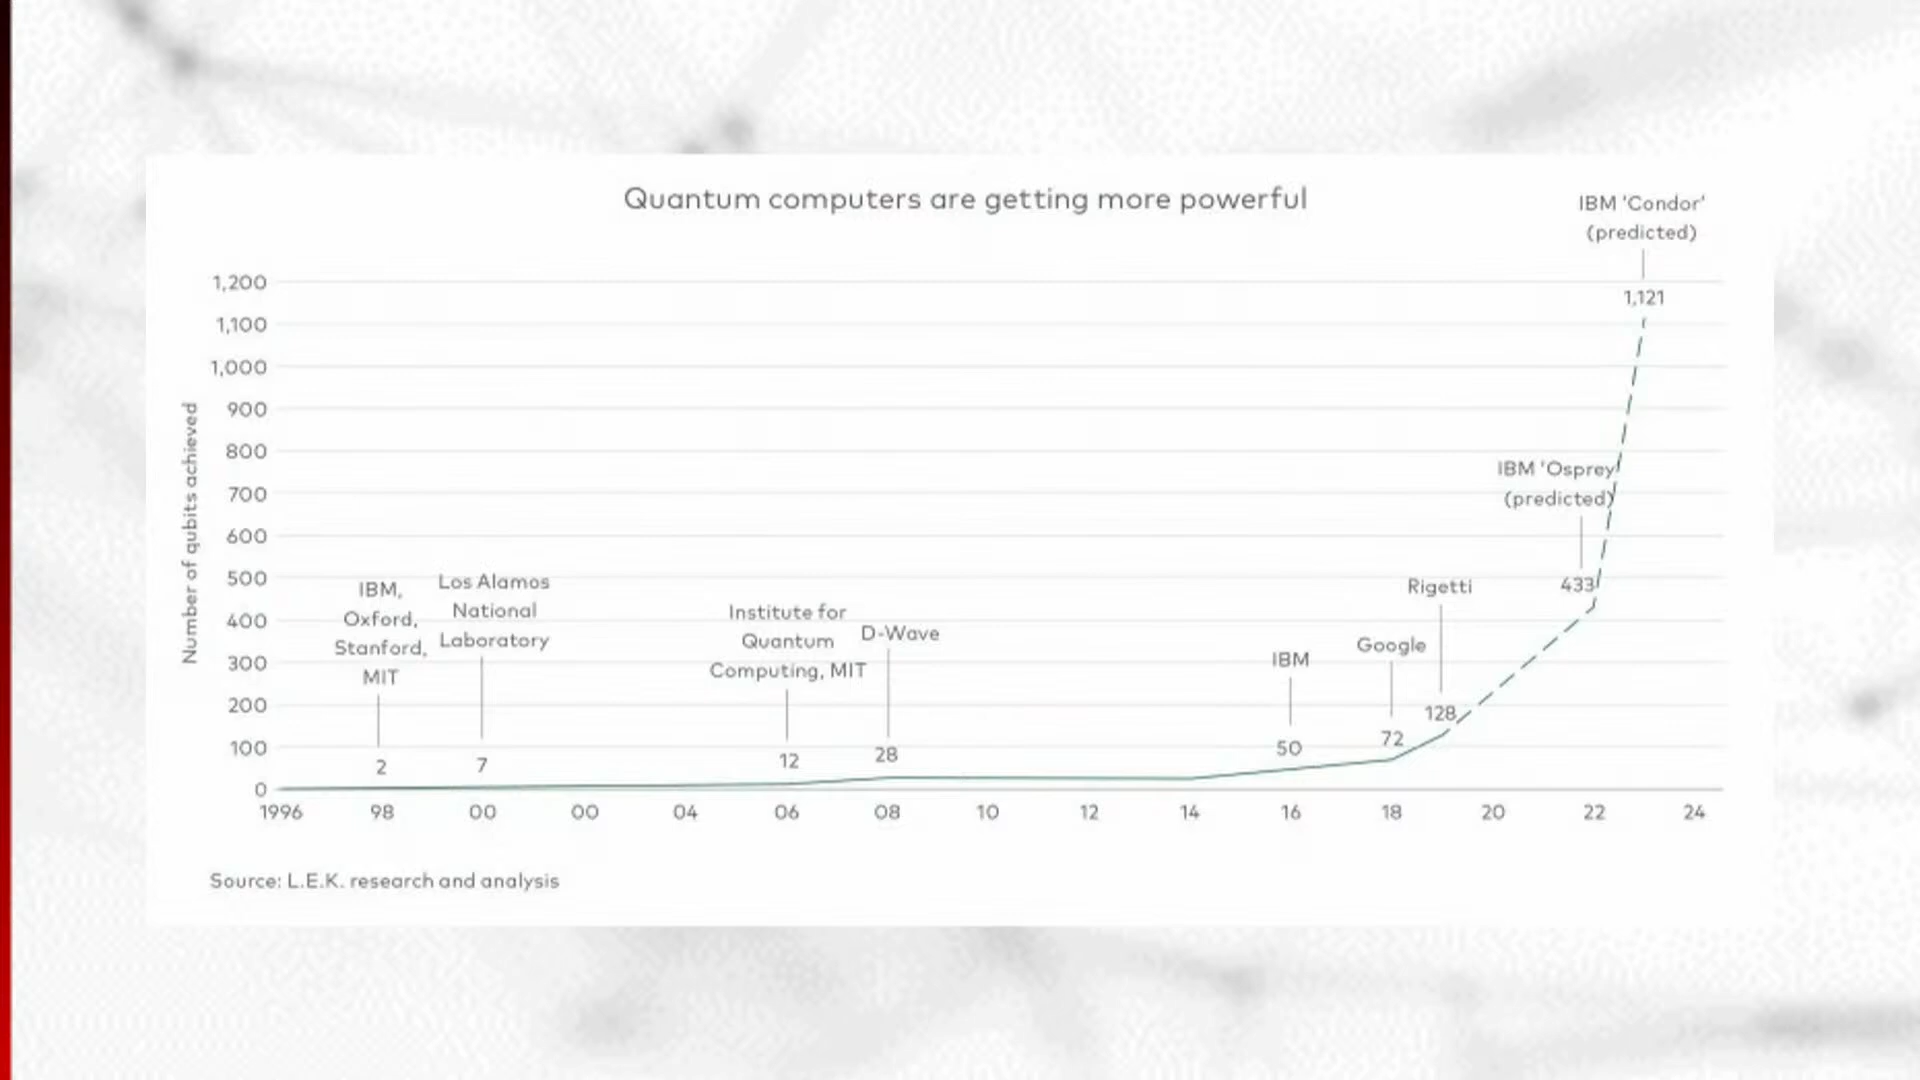 Quantum computers are getting more powerful
IBM 'Condor'
(predicted)
1,200
1,121
1,100
1,000
900
800
IBM 'Osprey'
(predicted)
700
600
500
433
400
300
200
100
0
Number of qubits achieved
IBM,
Oxford,
Stanford,
MIT
2
Los Alamos
National
Laboratory
7
Institute for
Quantum
Computing, MIT
12
D-Wave
28
IBM
50
Google
72
Rigetti
128
1996 98 00 00 04 06 08 10 12 14 16 18 20 22 24
Source: L.E.K. research and analysis